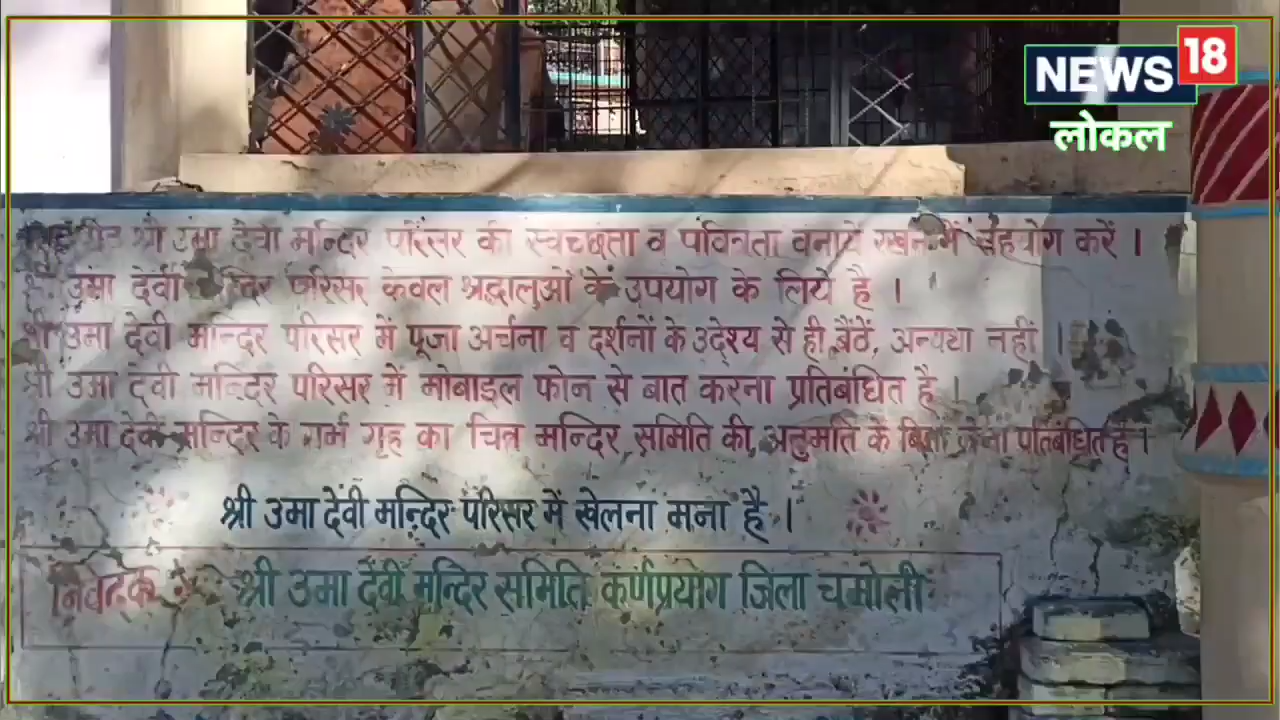 NEWS 18
लोकल
श्री उमा देवी मन्दिर परिसर की स्वच्छता व पवित्रता बनाये रखने में सहयोग करें ।
श्री उमा देवी मन्दिर परिसर केवल श्रद्धालुओं के उपयोग के लिये है ।
श्री उमा देवी मन्दिर परिसर में पूजा अर्चना व दर्शनों के उद्देश्य से ही बैठें, अन्यथा नहीं ।
श्री उमा देवी मन्दिर परिसर में मोबाइल फोन से बात करना प्रतिबंधित है ।
श्री उमा देवी मन्दिर के गर्भ गृह का चित्र मन्दिर समिति की अनुमति के बिना लेना प्रतिबंधित है ।
श्री उमा देवी मन्दिर परिसर में खेलना मना है ।
निवेदक : श्री उमा देवी मन्दिर समिति कर्णप्रयाग जिला चमोली